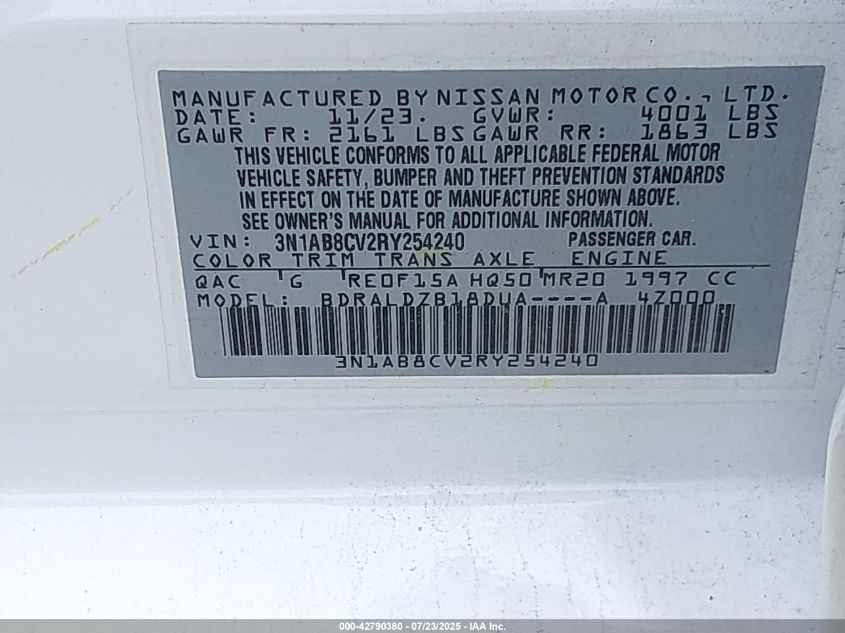 MANUFACTURED BY NISSAN MOTOR CO., LTD.
DATE: 11/23. GVWR: 4001 LBS
GAWR FR: 2161 LBS GAWR RR: 1863 LBS
THIS VEHICLE CONFORMS TO ALL APPLICABLE FEDERAL MOTOR
VEHICLE SAFETY, BUMPER AND THEFT PREVENTION STANDARDS
IN EFFECT ON THE DATE OF MANUFACTURE SHOWN ABOVE.
SEE OWNER'S MANUAL FOR ADDITIONAL INFORMATION.
VIN: 3N1AB8CV2RY254240 PASSENGER CAR.
COLOR TRIM TRANS AXLE ENGINE
QAC G RE0F15A HQ50 MR20 1997 CC
MODEL: BDRALDZB18DUA----A 4Z000
3N1AB8CV2RY254240
000-42790380 - 07/23/2025 - IAA Inc.